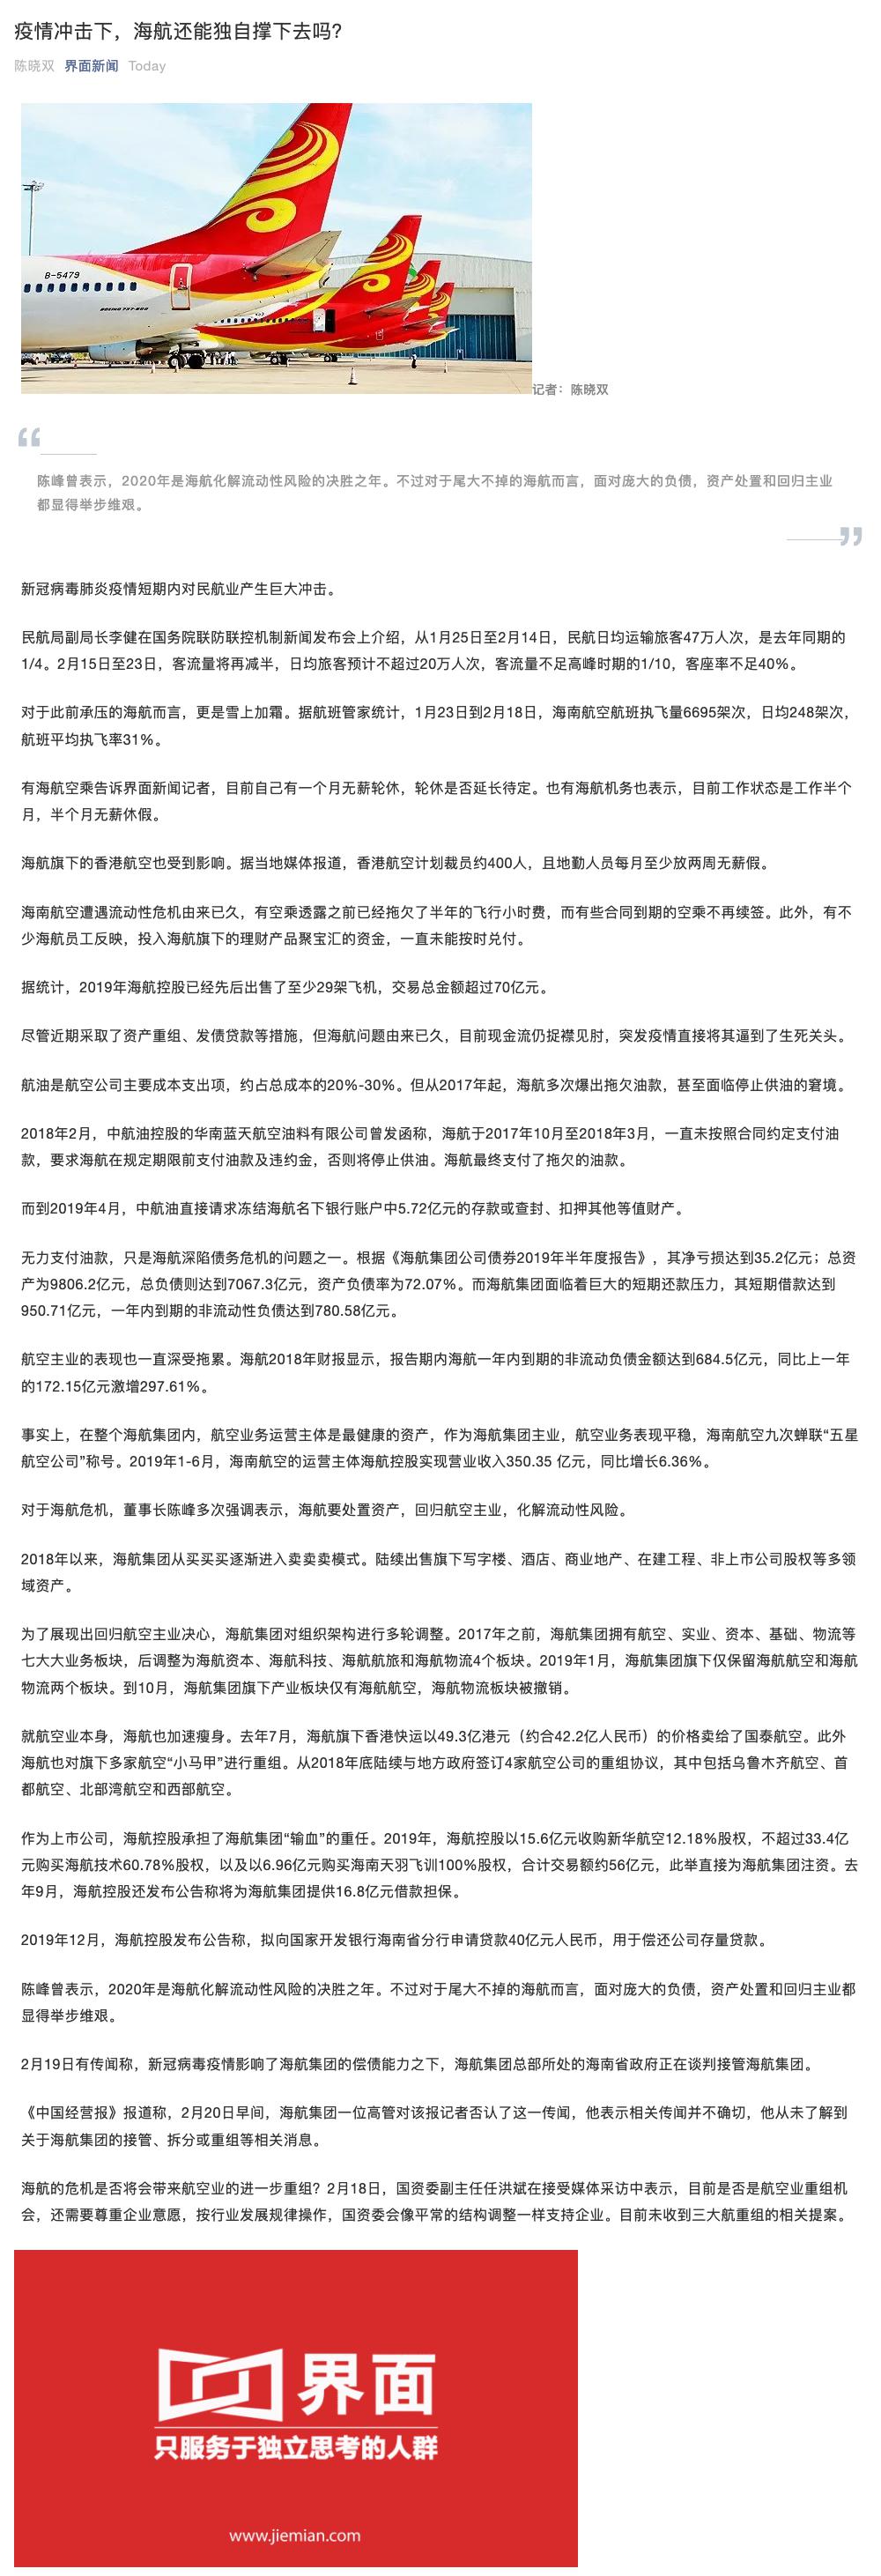 疫情冲击下，海航还能独自撑下去吗？
陈晓双 界面新闻 Today
B-5479
BOEING 737-800
记者：陈晓双
“
陈峰曾表示，2020年是海航化解流动性风险的决胜之年。不过对于尾大不掉的海航而言，面对庞大的负债，资产处置和回归主业
都显得举步维艰。
”
新冠病毒肺炎疫情短期内对民航业产生巨大冲击。
民航局副局长李健在国务院联防联控机制新闻发布会上介绍，从1月25日至2月14日，民航日均运输旅客47万人次，是去年同期的
1/4。2月15日至23日，客流量将再减半，日均旅客预计不超过20万人次，客流量不足高峰时期的1/10，客座率不足40%。
对于此前承压的海航而言，更是雪上加霜。据航班管家统计，1月23日到2月18日，海南航空航班执飞量6695架次，日均248架次，
航班平均执飞率31%。
有海航空乘告诉界面新闻记者，目前自己有一个月无薪轮休，轮休是否延长待定。也有海航机务也表示，目前工作状态是工作半个
月，半个月无薪休假。
海航旗下的香港航空也受到影响。据当地媒体报道，香港航空计划裁员约400人，且地勤人员每月至少放两周无薪假。
海南航空遭遇流动性危机由来已久，有空乘透露之前已经拖欠了半年的飞行小时费，而有些合同到期的空乘不再续签。此外，有不
少海航员工反映，投入海航旗下的理财产品聚宝汇的资金，一直未能按时兑付。
据统计，2019年海航控股已经先后出售了至少29架飞机，交易总金额超过70亿元。
尽管近期采取了资产重组、发债贷款等措施，但海航问题由来已久，目前现金流仍捉襟见肘，突发疫情直接将其逼到了生死关头。
航油是航空公司主要成本支出项，约占总成本的20%-30%。但从2017年起，海航多次爆出拖欠油款，甚至面临停止供油的窘境。
2018年2月，中航油控股的华南蓝天航空油料有限公司曾发函称，海航于2017年10月至2018年3月，一直未按照合同约定支付油
款，要求海航在规定期限前支付油款及违约金，否则将停止供油。海航最终支付了拖欠的油款。
而到2019年4月，中航油直接请求冻结海航名下银行账户中5.72亿元的存款或查封、扣押其他等值财产。
无力支付油款，只是海航深陷债务危机的问题之一。根据《海航集团公司债券2019年半年度报告》，其净亏损达到35.2亿元；总资
产为9806.2亿元，总负债则达到7067.3亿元，资产负债率为72.07%。而海航集团面临着巨大的短期还款压力，其短期借款达到
950.71亿元，一年内到期的非流动性负债达到780.58亿元。
航空主业的表现也一直深受拖累。海航2018年财报显示，报告期内海航一年内到期的非流动负债金额达到684.5亿元，同比上一年
的172.15亿元激增297.61%。
事实上，在整个海航集团内，航空业务运营主体是最健康的资产，作为海航集团主业，航空业务表现平稳，海南航空九次蝉联“五星
航空公司”称号。2019年1-6月，海南航空的运营主体海航控股实现营业收入350.35 亿元，同比增长6.36%。
对于海航危机，董事长陈峰多次强调表示，海航要处置资产，回归航空主业，化解流动性风险。
2018年以来，海航集团从买买买逐渐进入卖卖卖模式。陆续出售旗下写字楼、酒店、商业地产、在建工程、非上市公司股权等多领
域资产。
为了展现出回归航空主业决心，海航集团对组织架构进行多轮调整。2017年之前，海航集团拥有航空、实业、资本、基础、物流等
七大大业务板块，后调整为海航资本、海航科技、海航航旅和海航物流4个板块。2019年1月，海航集团旗下仅保留海航航空和海航
物流两个板块。到10月，海航集团旗下产业板块仅有海航航空，海航物流板块被撤销。
就航空业本身，海航也加速瘦身。去年7月，海航旗下香港快运以49.3亿港元（约合42.2亿人民币）的价格卖给了国泰航空。此外
海航也对旗下多家航空“小马甲”进行重组。从2018年底陆续与地方政府签订4家航空公司的重组协议，其中包括乌鲁木齐航空、首
都航空、北部湾航空和西部航空。
作为上市公司，海航控股承担了海航集团“输血”的重任。2019年，海航控股以15.6亿元收购新华航空12.18%股权，不超过33.4亿
元购买海航技术60.78%股权，以及以6.96亿元购买海南天羽飞训100%股权，合计交易额约56亿元，此举直接为海航集团注资。去
年9月，海航控股还发布公告称将为海航集团提供16.8亿元借款担保。
2019年12月，海航控股发布公告称，拟向国家开发银行海南省分行申请贷款40亿元人民币，用于偿还公司存量贷款。
陈峰曾表示，2020年是海航化解流动性风险的决胜之年。不过对于尾大不掉的海航而言，面对庞大的负债，资产处置和回归主业都
显得举步维艰。
2月19日有传闻称，新冠病毒疫情影响了海航集团的偿债能力之下，海航集团总部所处的海南省政府正在谈判接管海航集团。
《中国经营报》报道称，2月20日早间，海航集团一位高管对该报记者否认了这一传闻，他表示相关传闻并不确切，他从未了解到
关于海航集团的接管、拆分或重组等相关消息。
海航的危机是否将会带来航空业的进一步重组？2月18日，国资委副主任任洪斌在接受媒体采访中表示，目前是否是航空业重组机
会，还需要尊重企业意愿，按行业发展规律操作，国资委会像平常的结构调整一样支持企业。目前未收到三大航重组的相关提案。
界面
只服务于独立思考的人群
www.jiemian.com